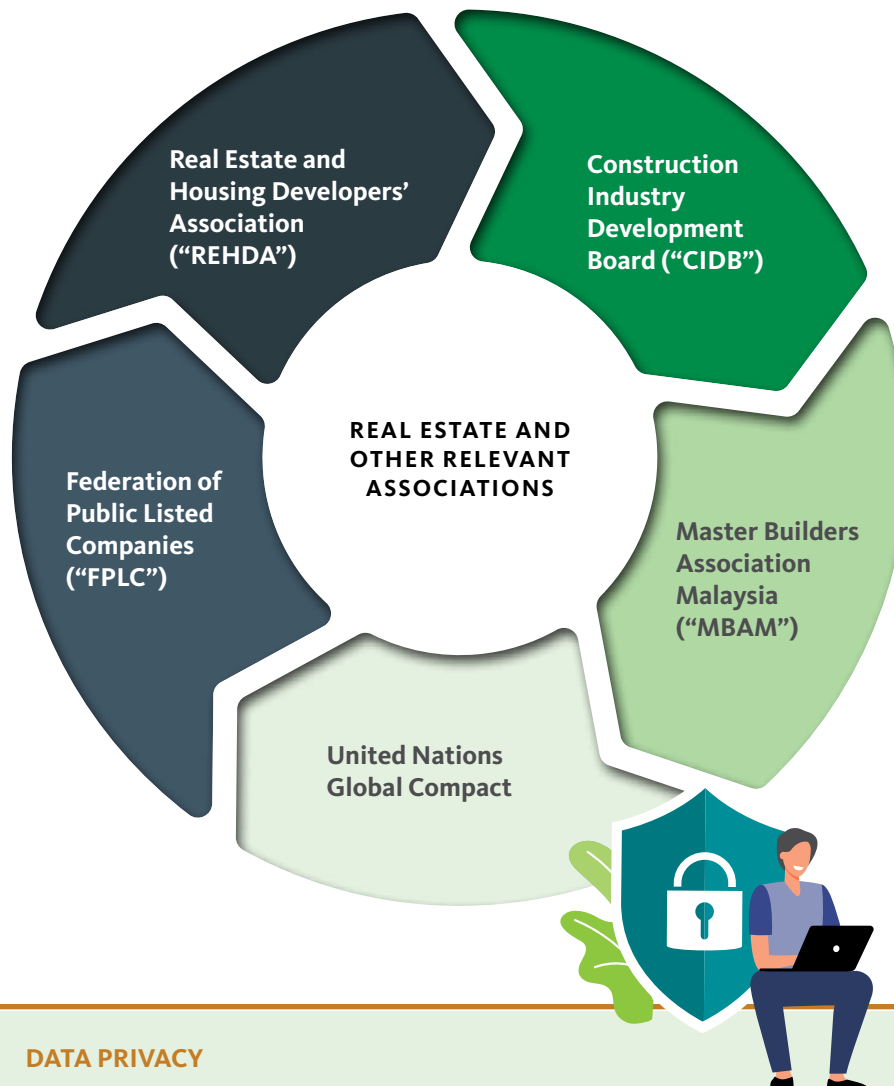 Real Estate and
Housing Developers’
Association
(“REHDA”)
Construction
Industry
Development
Board (“CIDB”)
REAL ESTATE AND
OTHER RELEVANT
ASSOCIATIONS
Federation of
Public Listed
Companies
(“FPLC”)
Master Builders
Association
Malaysia
(“MBAM”)
United Nations
Global Compact
DATA PRIVACY